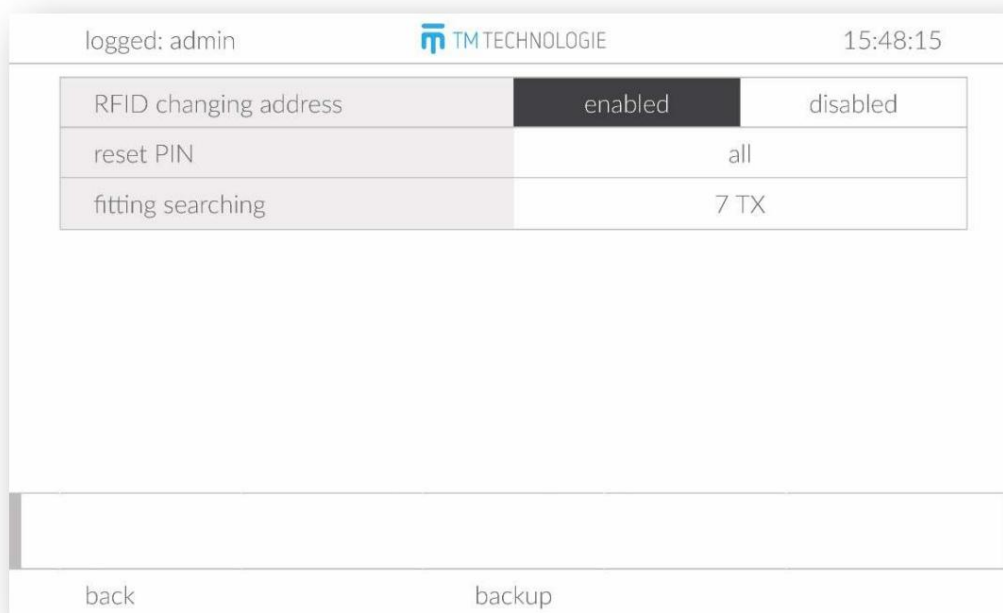 logged: admin TM TECHNOLOGIE 15:48:15
RFID changing address enabled disabled
reset PIN all
fitting searching 7 TX
back backup